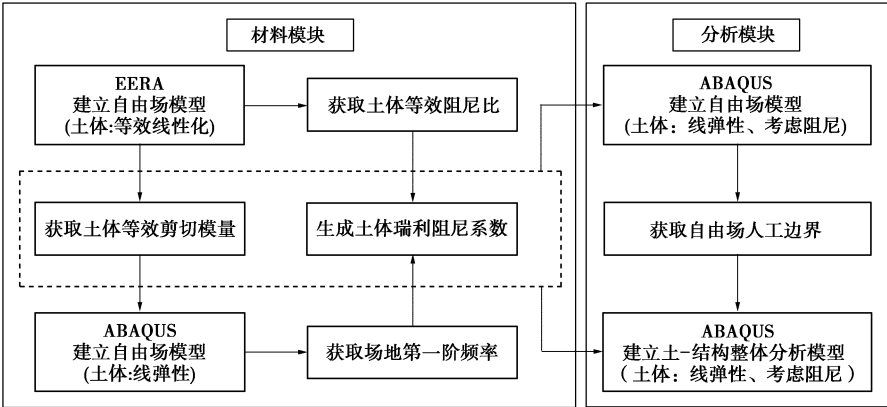 材料模块
EERA
建立自由场模型
(土体:等效线性化)
获取土体等效阻尼比
获取土体等效剪切模量
生成土体瑞利阻尼系数
ABAQUS
建立自由场模型
(土体:线弹性)
获取场地第一阶频率
分析模块
ABAQUS
建立自由场模型
(土体：线弹性、考虑阻尼)
获取自由场人工边界
ABAQUS
建立土-结构整体分析模型
（土体：线弹性、考虑阻尼）